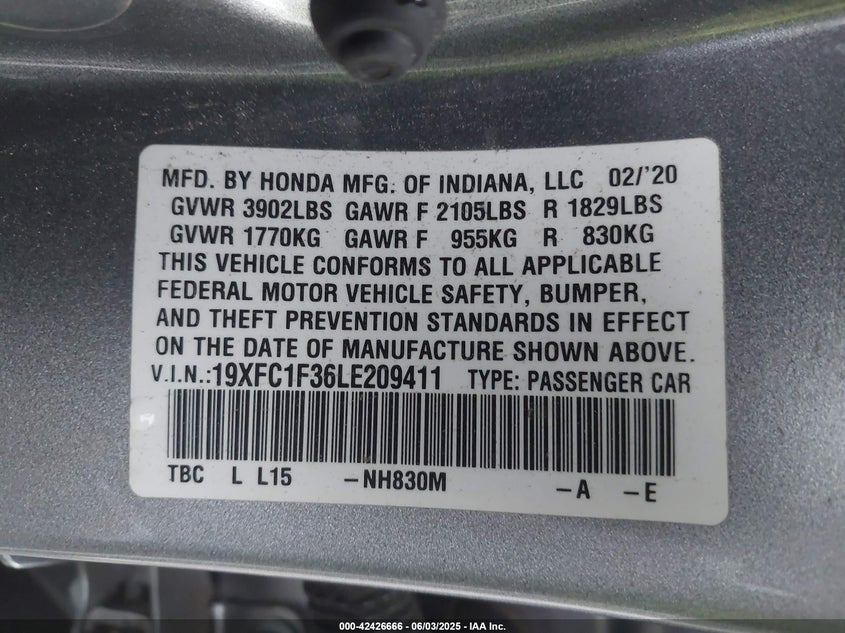 MFD. BY HONDA MFG. OF INDIANA, LLC 02/'20
GVWR 3902LBS GAWR F 2105LBS R 1829LBS
GVWR 1770KG GAWR F 955KG R 830KG
THIS VEHICLE CONFORMS TO ALL APPLICABLE
FEDERAL MOTOR VEHICLE SAFETY, BUMPER,
AND THEFT PREVENTION STANDARDS IN EFFECT
ON THE DATE OF MANUFACTURE SHOWN ABOVE.
V.I.N.:19XFC1F36LE209411 TYPE: PASSENGER CAR
TBC L L15 -NH830M -A -E
000-42426666 - 06/03/2025 - IAA Inc.